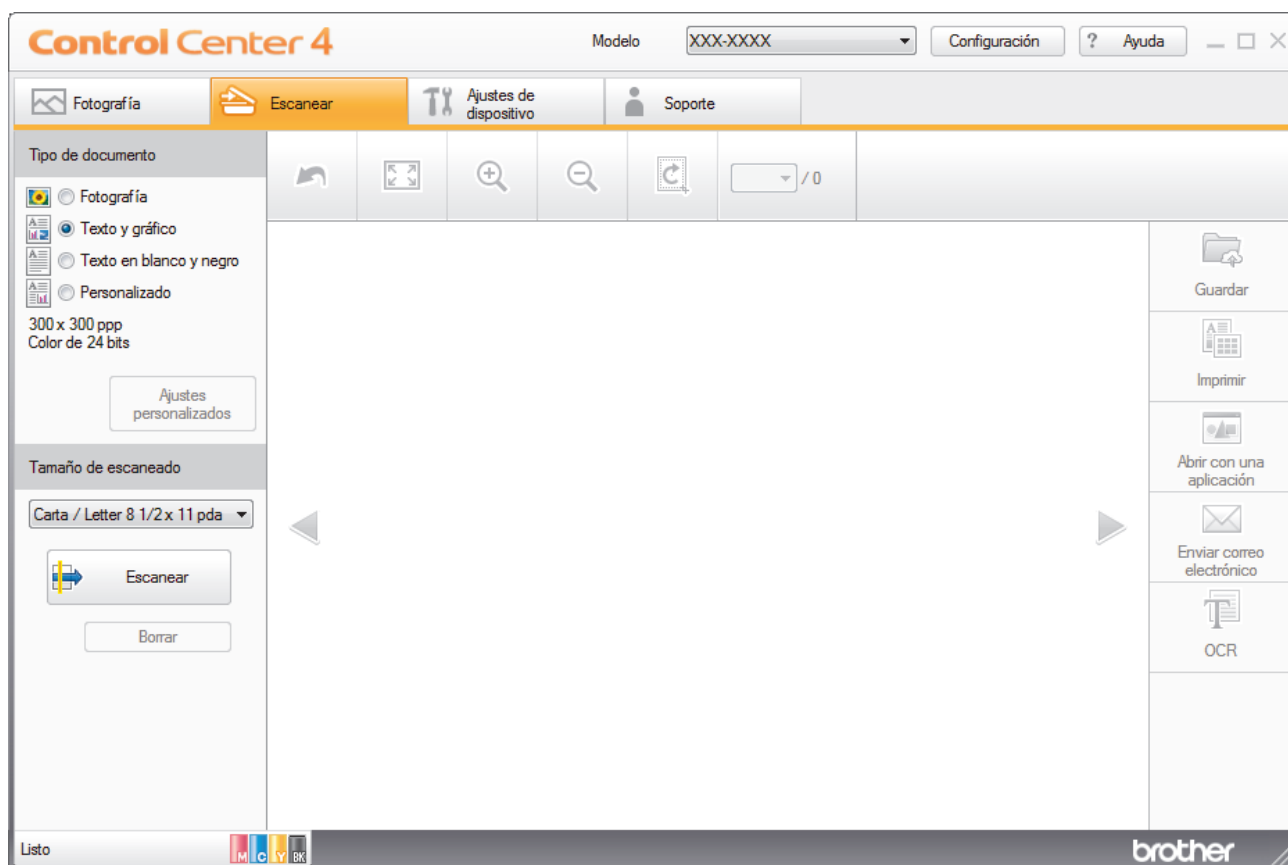 Control Center 4
Modelo
XXX-XXXX
Configuración
? Ayuda
Fotografía
Escanear
Ajustes de
dispositivo
Soporte
Tipo de documento
Fotografía
Texto y gráfico
Texto en blanco y negro
Personalizado
300 x 300 ppp
Color de 24 bits
Ajustes
personalizados
Tamaño de escaneado
Carta / Letter 8 1/2 x 11 pda
Escanear
Borrar
/ 0
Guardar
Imprimir
Abrir con una
aplicación
Enviar correo
electrónico
OCR
Listo
M C Y BK
brother